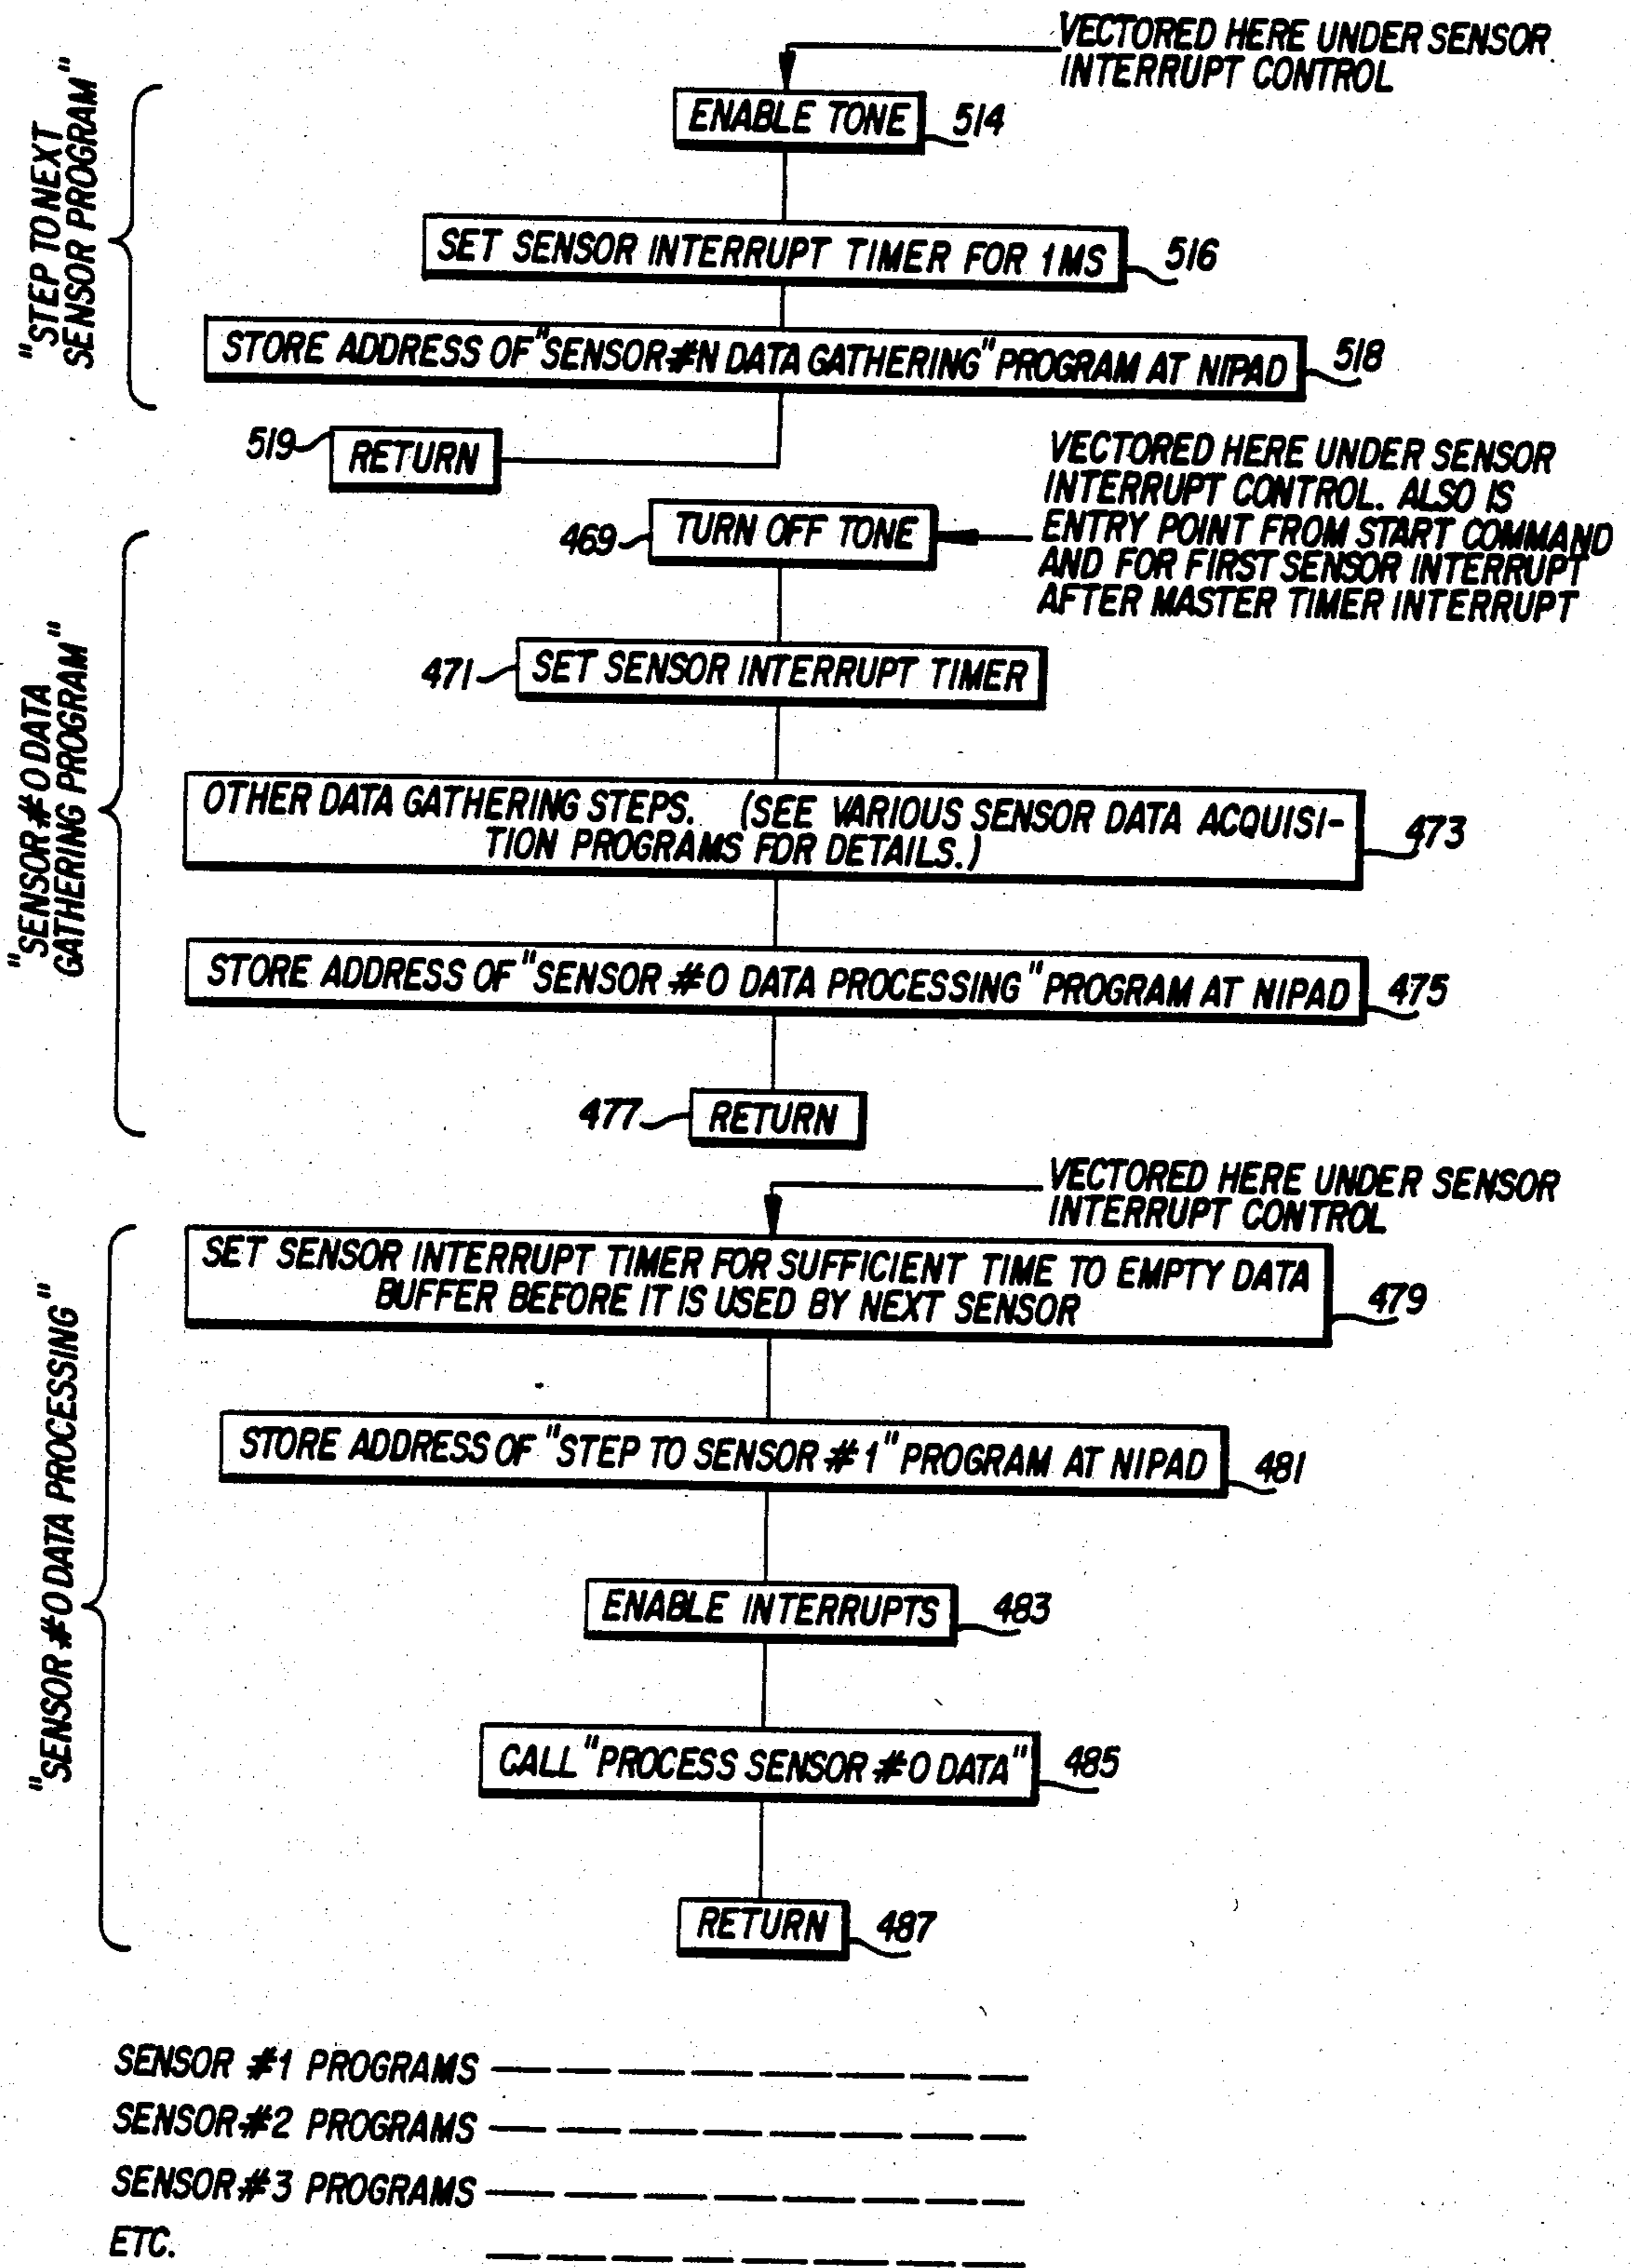 VECTORED HERE UNDER SENSOR
INTERRUPT CONTROL
"STEP TO NEXT
SENSOR PROGRAM"
ENABLE TONE
514
SET SENSOR INTERRUPT TIMER FOR 1MS
516
STORE ADDRESS OF "SENSOR #N DATA GATHERING" PROGRAM AT NIPAD
518
519
RETURN
VECTORED HERE UNDER SENSOR
INTERRUPT CONTROL. ALSO IS
ENTRY POINT FROM START COMMAND
AND FOR FIRST SENSOR INTERRUPT
AFTER MASTER TIMER INTERRUPT
"SENSOR #0 DATA
GATHERING PROGRAM"
469
TURN OFF TONE
471
SET SENSOR INTERRUPT TIMER
OTHER DATA GATHERING STEPS. (SEE VARIOUS SENSOR DATA ACQUISI-
TION PROGRAMS FOR DETAILS.)
473
STORE ADDRESS OF "SENSOR #0 DATA PROCESSING" PROGRAM AT NIPAD
475
477
RETURN
VECTORED HERE UNDER SENSOR
INTERRUPT CONTROL
"SENSOR #0 DATA PROCESSING"
SET SENSOR INTERRUPT TIMER FOR SUFFICIENT TIME TO EMPTY DATA
BUFFER BEFORE IT IS USED BY NEXT SENSOR
479
STORE ADDRESS OF "STEP TO SENSOR #1" PROGRAM AT NIPAD
481
ENABLE INTERRUPTS
483
CALL "PROCESS SENSOR #0 DATA"
485
RETURN
487
SENSOR #1 PROGRAMS
SENSOR #2 PROGRAMS
SENSOR #3 PROGRAMS
ETC.